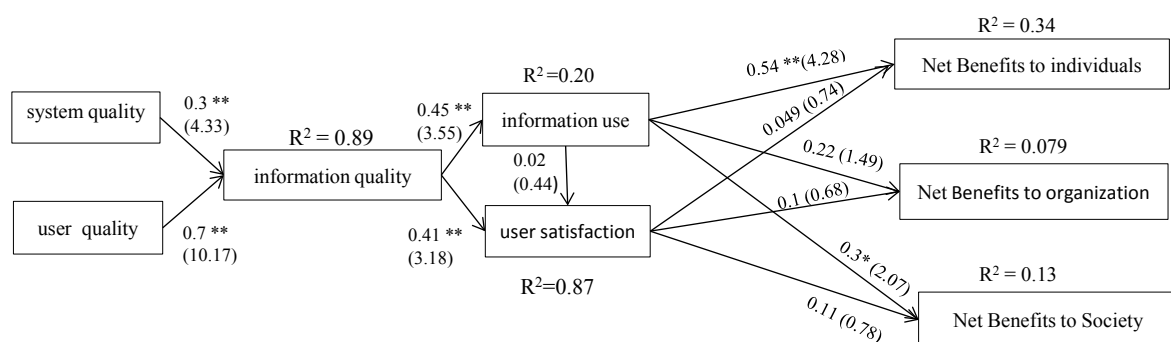 system quality
0.3 **
(4.33)
user quality
0.7 **
(10.17)
R² = 0.89
information quality
0.45 **
(3.55)
0.41 **
(3.18)
R²=0.20
information use
0.02
(0.44)
user satisfaction
R²=0.87
0.54 **(4.28)
0.049 (0.74)
0.22 (1.49)
0.1 (0.68)
0.3* (2.07)
0.11 (0.78)
R² = 0.34
Net Benefits to individuals
R² = 0.079
Net Benefits to organization
R² = 0.13
Net Benefits to Society